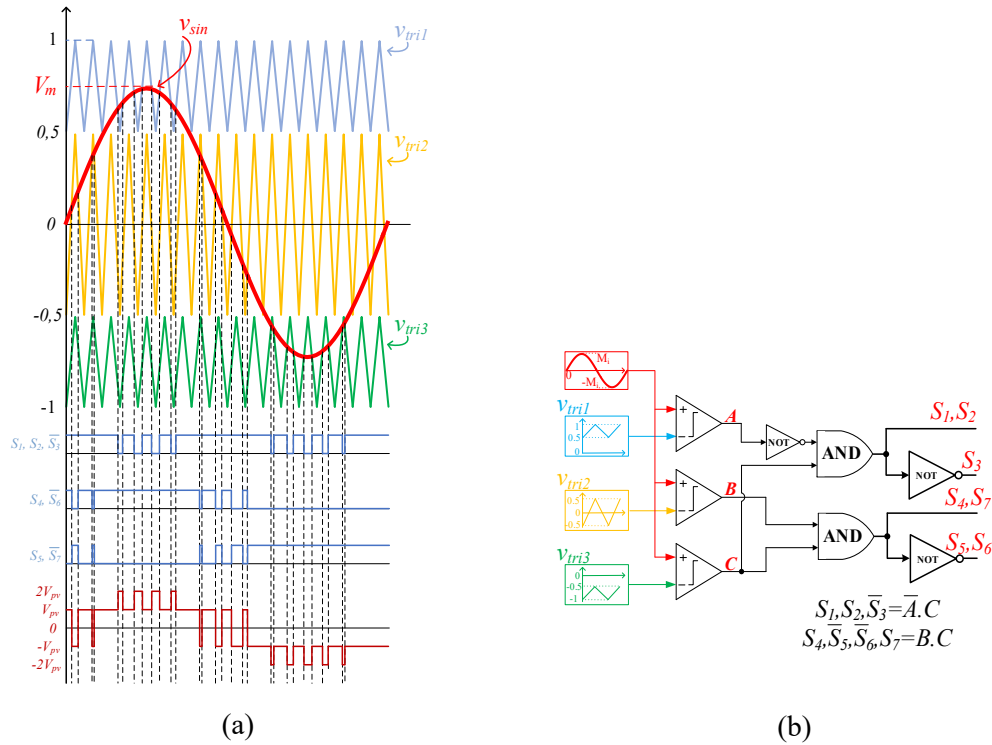 v_sin
v_tri1
1
V_m
0,5
v_tri2
0
-0,5
v_tri3
-1
S_1, S_2, S̅_3
S_4, S̅_6
S_5, S̅_7
2V_pv
V_pv
0
-V_pv
-2V_pv
(a)
M_i
0
-M_i
v_tri1
1
0.5
0
v_tri2
0.5
0
-0.5
v_tri3
0
-0.5
-1
+
-
A
+
-
B
+
-
C
NOT
AND
S_1,S_2
NOT
S_3
S_4,S_7
AND
NOT
S_5,S_6
S_1,S_2,S̅_3=A̅.C
S_4,S̅_5,S̅_6,S_7=B.C
(b)